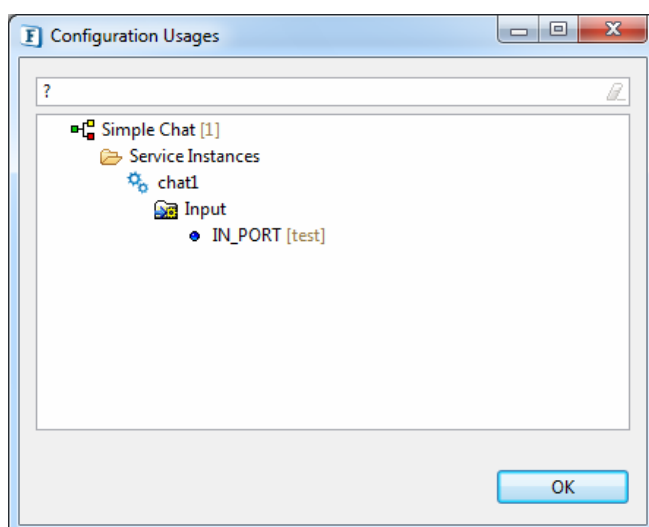 Configuration Usages
?
Simple Chat [1]
Service Instances
chat1
Input
IN_PORT [test]
OK